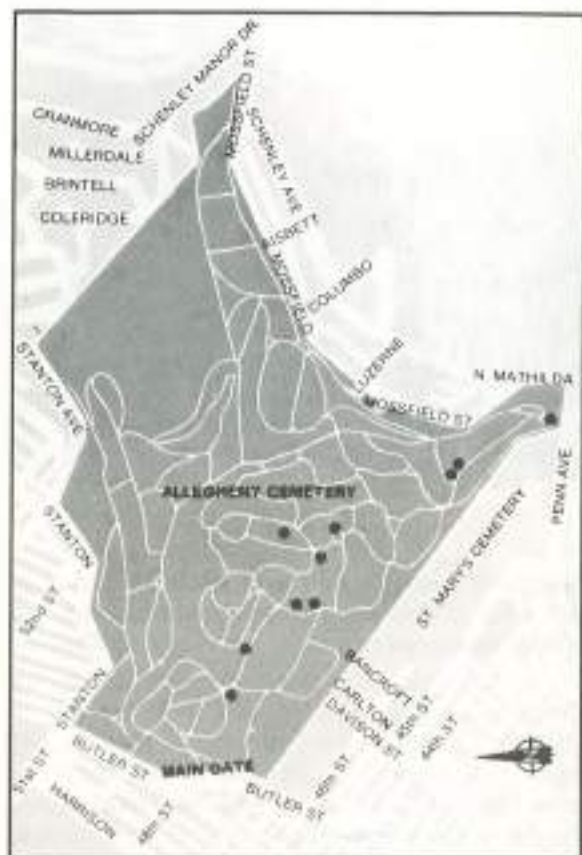 SCHENLEY MANOR DR
MOSSFIELD ST
SCHENLEY AVE
CRANMORE
MILLERDALE
BRINTELL
COLERIDGE
NISBETT
MOSSFIELD
COLUMBO
LUZERNE
N. MATHILDA
MOSSFIELD ST
STANTON AVE
PENN AVE
ALLEGHENY CEMETERY
ST. MARY'S CEMETERY
STANTON
52nd ST
BANCROFT
CARLTON
DAVISON ST
45th ST
44th ST
STANTON
BUTLER ST
MAIN GATE
BUTLER ST
46th ST
51st ST
HARRISON
48th ST